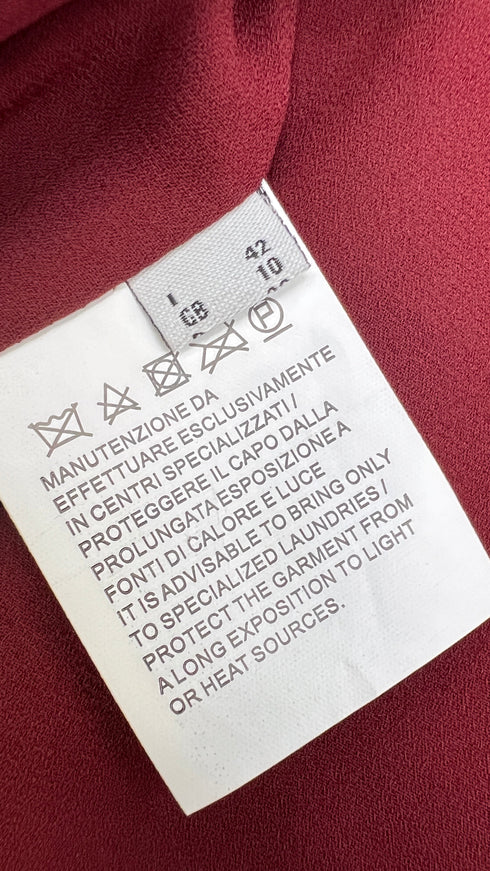 I 42
GB 10
P
MANUTENZIONE DA
EFFETTUARE ESCLUSIVAMENTE
IN CENTRI SPECIALIZZATI /
PROTEGGERE IL CAPO DALLA
PROLUNGATA ESPOSIZIONE A
FONTI DI CALORE E LUCE
IT IS ADVISABLE TO BRING ONLY
TO SPECIALIZED LAUNDRIES /
PROTECT THE GARMENT FROM
A LONG EXPOSITION TO LIGHT
OR HEAT SOURCES.